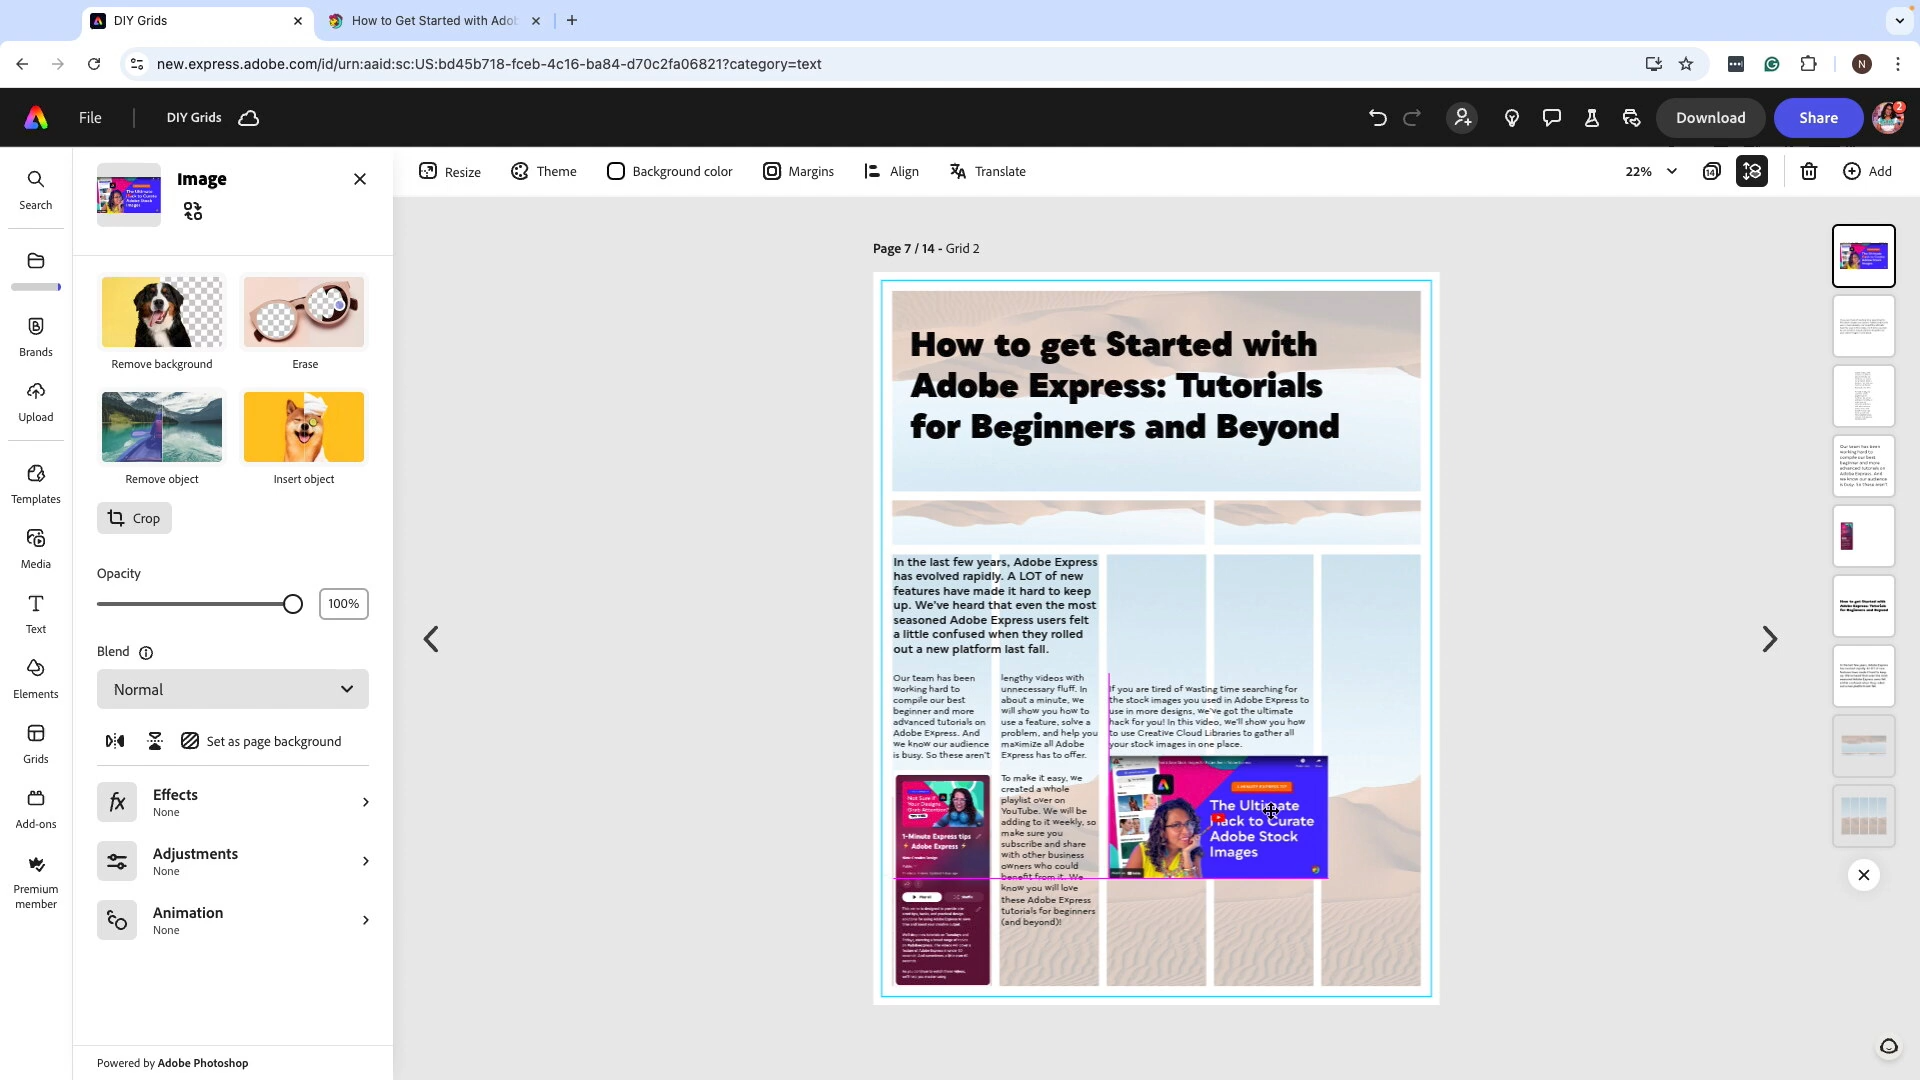 DIY Grids
How to Get Started with Adob
new.express.adobe.com/id/urn:aaid:sc:US:bd45b718-fceb-4c16-ba84-d70c2fa06821?category=text
N
File
DIY Grids
Download
Share
2
Search
Brands
Upload
Templates
Media
Text
Elements
Grids
Add-ons
Premium
member
Image
Remove background
Erase
Remove object
Insert object
Crop
Opacity
100%
Blend
Normal
Set as page background
Effects
None
Adjustments
None
Animation
None
Powered by Adobe Photoshop
Resize
Theme
Background color
Margins
Align
Translate
22%
14
Add
Page 7 / 14 - Grid 2
How to get Started with
Adobe Express: Tutorials
for Beginners and Beyond
In the last few years, Adobe Express
has evolved rapidly. A LOT of new
features have made it hard to keep
up. We've heard that even the most
seasoned Adobe Express users felt
a little confused when they rolled
out a new platform last fall.
Our team has been
working hard to
compile our best
beginner and more
advanced tutorials on
Adobe Express. And
we know our audience
is busy. So these aren't
lengthy videos with
unnecessary fluff. In
about a minute, we
will show you how to
use a feature, solve a
problem, and help you
maximize all Adobe
Express has to offer.
To make it easy, we
created a whole
playlist over on
YouTube. We will be
adding to it weekly, so
make sure you
subscribe and share
with other business
owners who could
benefit from it. We
know you will love
these Adobe Express
tutorials for beginners
(and beyond)!
If you are tired of wasting time searching for
the stock images you used in Adobe Express to
use in more designs, we've got the ultimate
hack for you! In this video, we'll show you how
to use Creative Cloud Libraries to gather all
your stock images in one place.
The Ultimate
Hack to Curate
Adobe Stock
Images
1-Minute Express tips
Adobe Express